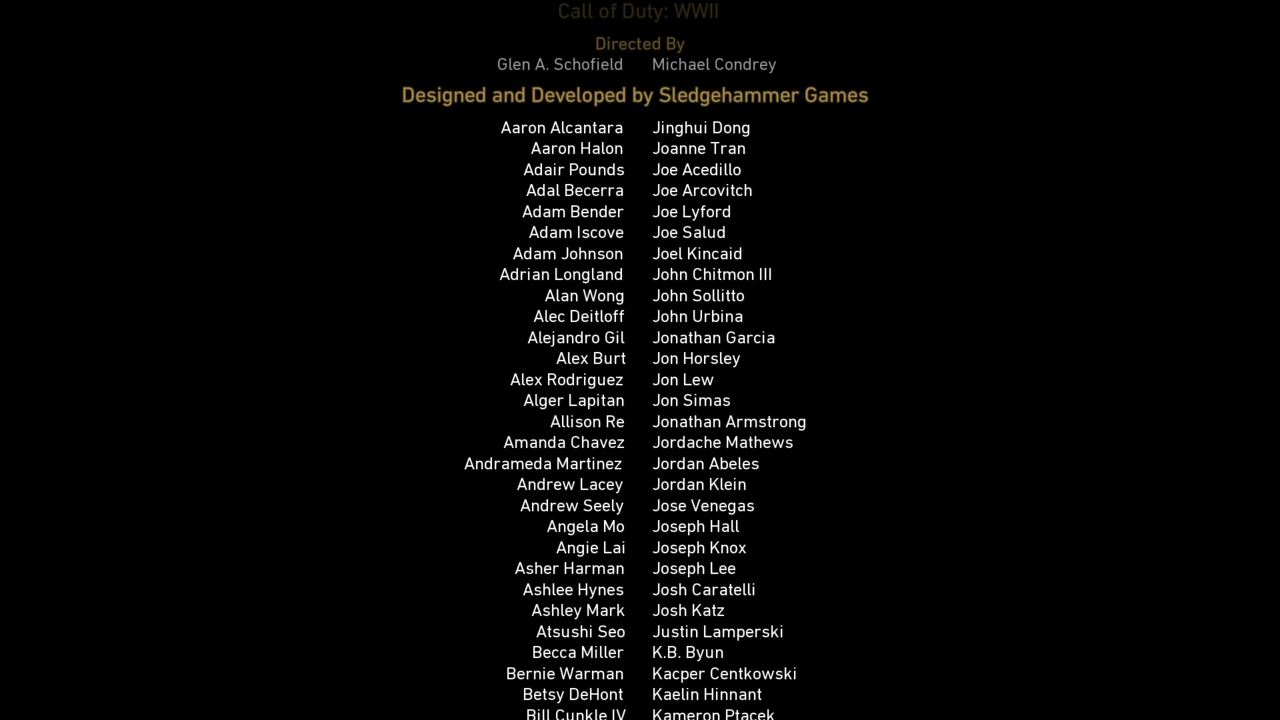 Call of Duty: WWII
Directed By
Glen A. Schofield Michael Condrey
Designed and Developed by Sledgehammer Games
Aaron Alcantara Jinghui Dong
Aaron Halon Joanne Tran
Adair Pounds Joe Acedillo
Adal Becerra Joe Arcovitch
Adam Bender Joe Lyford
Adam Iscove Joe Salud
Adam Johnson Joel Kincaid
Adrian Longland John Chitmon III
Alan Wong John Sollitto
Alec Deitloff John Urbina
Alejandro Gil Jonathan Garcia
Alex Burt Jon Horsley
Alex Rodriguez Jon Lew
Alger Lapitan Jon Simas
Allison Re Jonathan Armstrong
Amanda Chavez Jordache Mathews
Andrameda Martinez Jordan Abeles
Andrew Lacey Jordan Klein
Andrew Seely Jose Venegas
Angela Mo Joseph Hall
Angie Lai Joseph Knox
Asher Harman Joseph Lee
Ashlee Hynes Josh Caratelli
Ashley Mark Josh Katz
Atsushi Seo Justin Lamperski
Becca Miller K.B. Byun
Bernie Warman Kacper Centkowski
Betsy DeHont Kaelin Hinnant
Bill Cunkle IV Kameron Ptacek